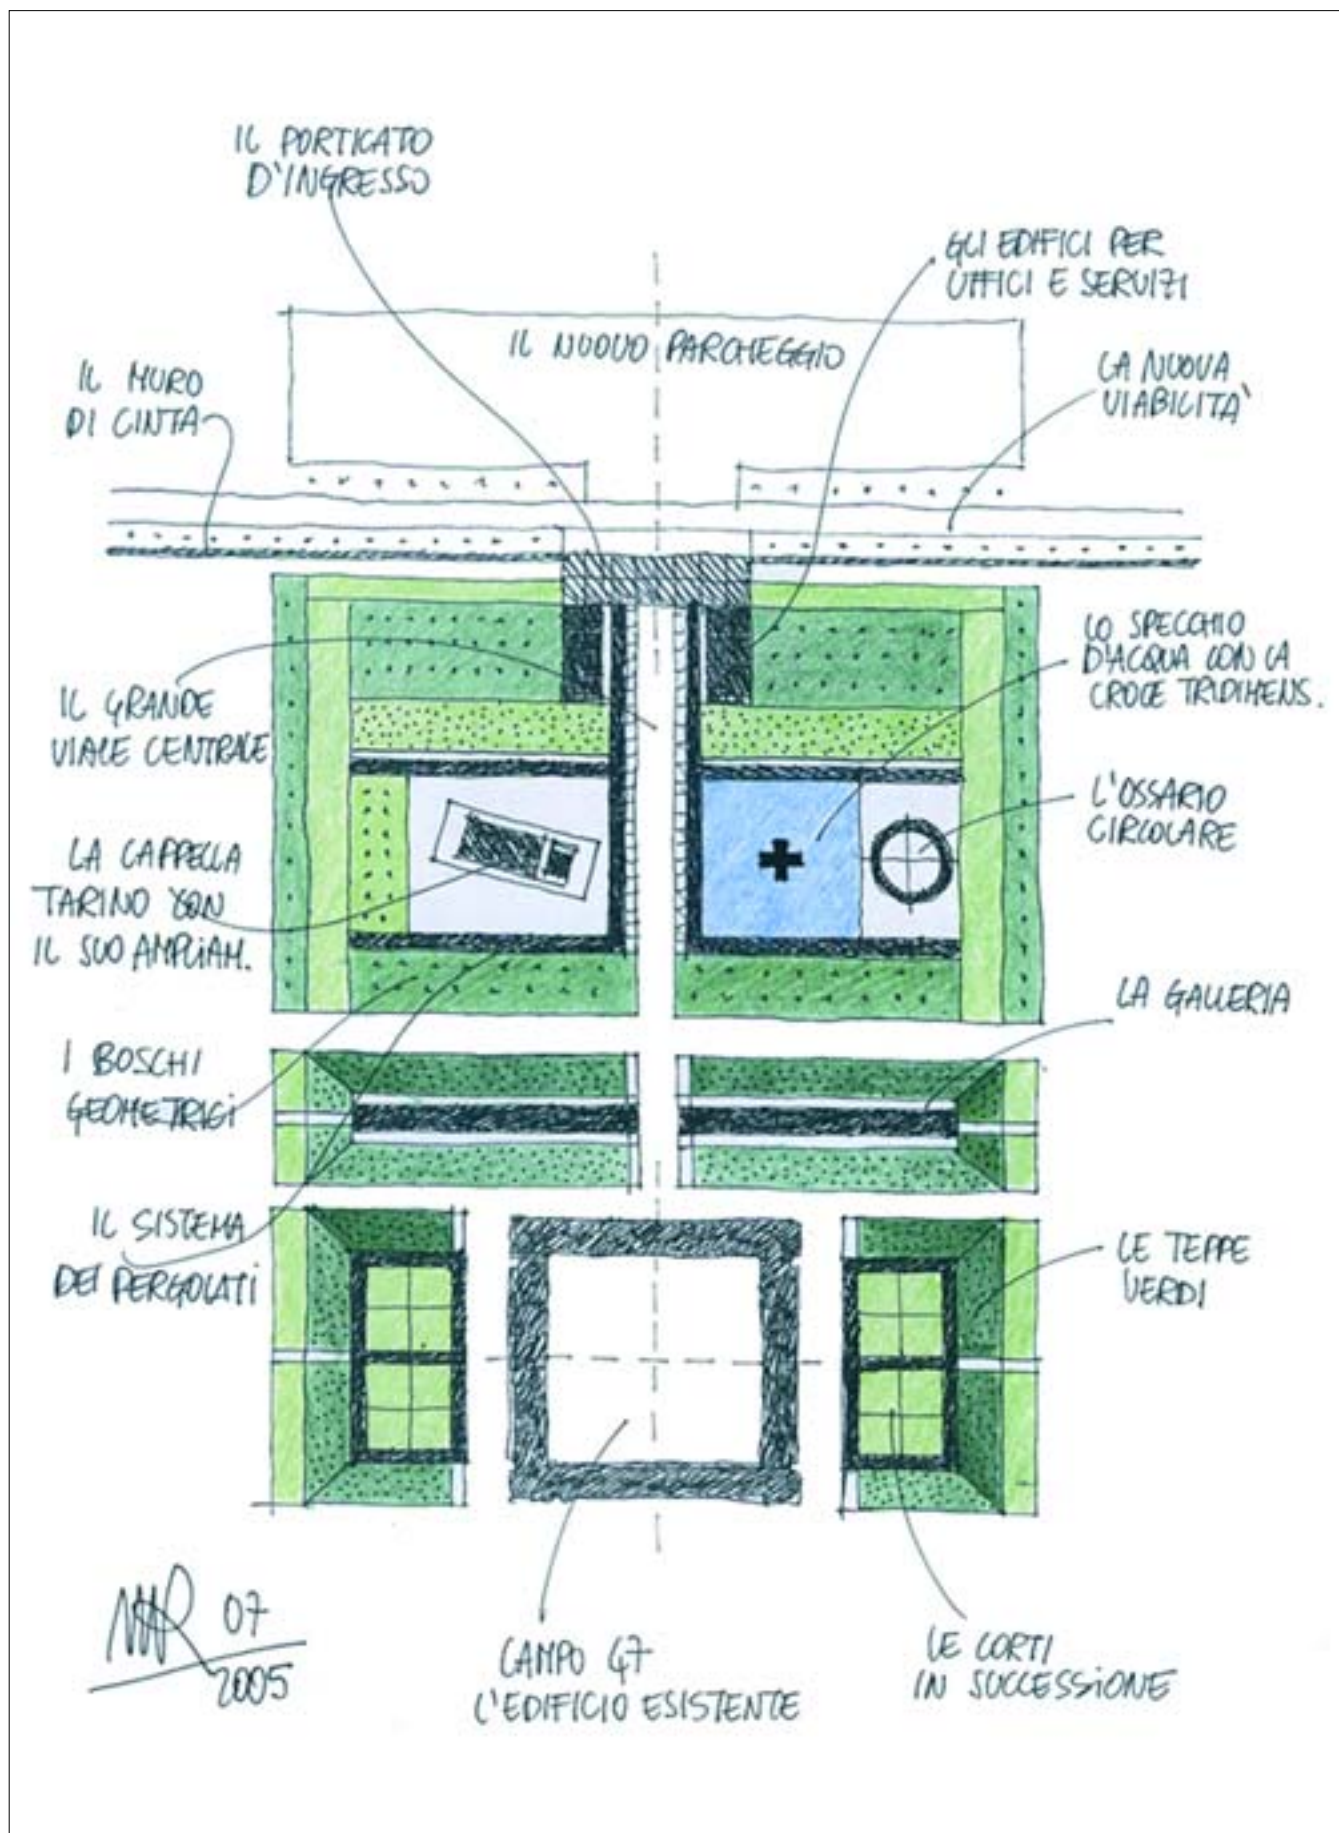 IL PORTICATO
D'INGRESSO
GLI EDIFICI PER
UFFICI E SERVIZI
IL NUOVO PARCHEGGIO
LA NUOVA
VIABILITA'
IL MURO
DI CINTA
LO SPECCHIO
D'ACQUA CON LA
CROCE TRIDIMENS.
IL GRANDE
VIALE CENTRALE
L'OSSARIO
CIRCOLARE
LA CAPPELLA
TARINO CON
IL SUO AMPLIAM.
LA GALLERIA
I BOSCHI
GEOMETRICI
IL SISTEMA
DEI PERGOLATI
LE TEPPE
VERDI
07
2005
CAMPO 47
L'EDIFICIO ESISTENTE
LE CORTI
IN SUCCESSIONE